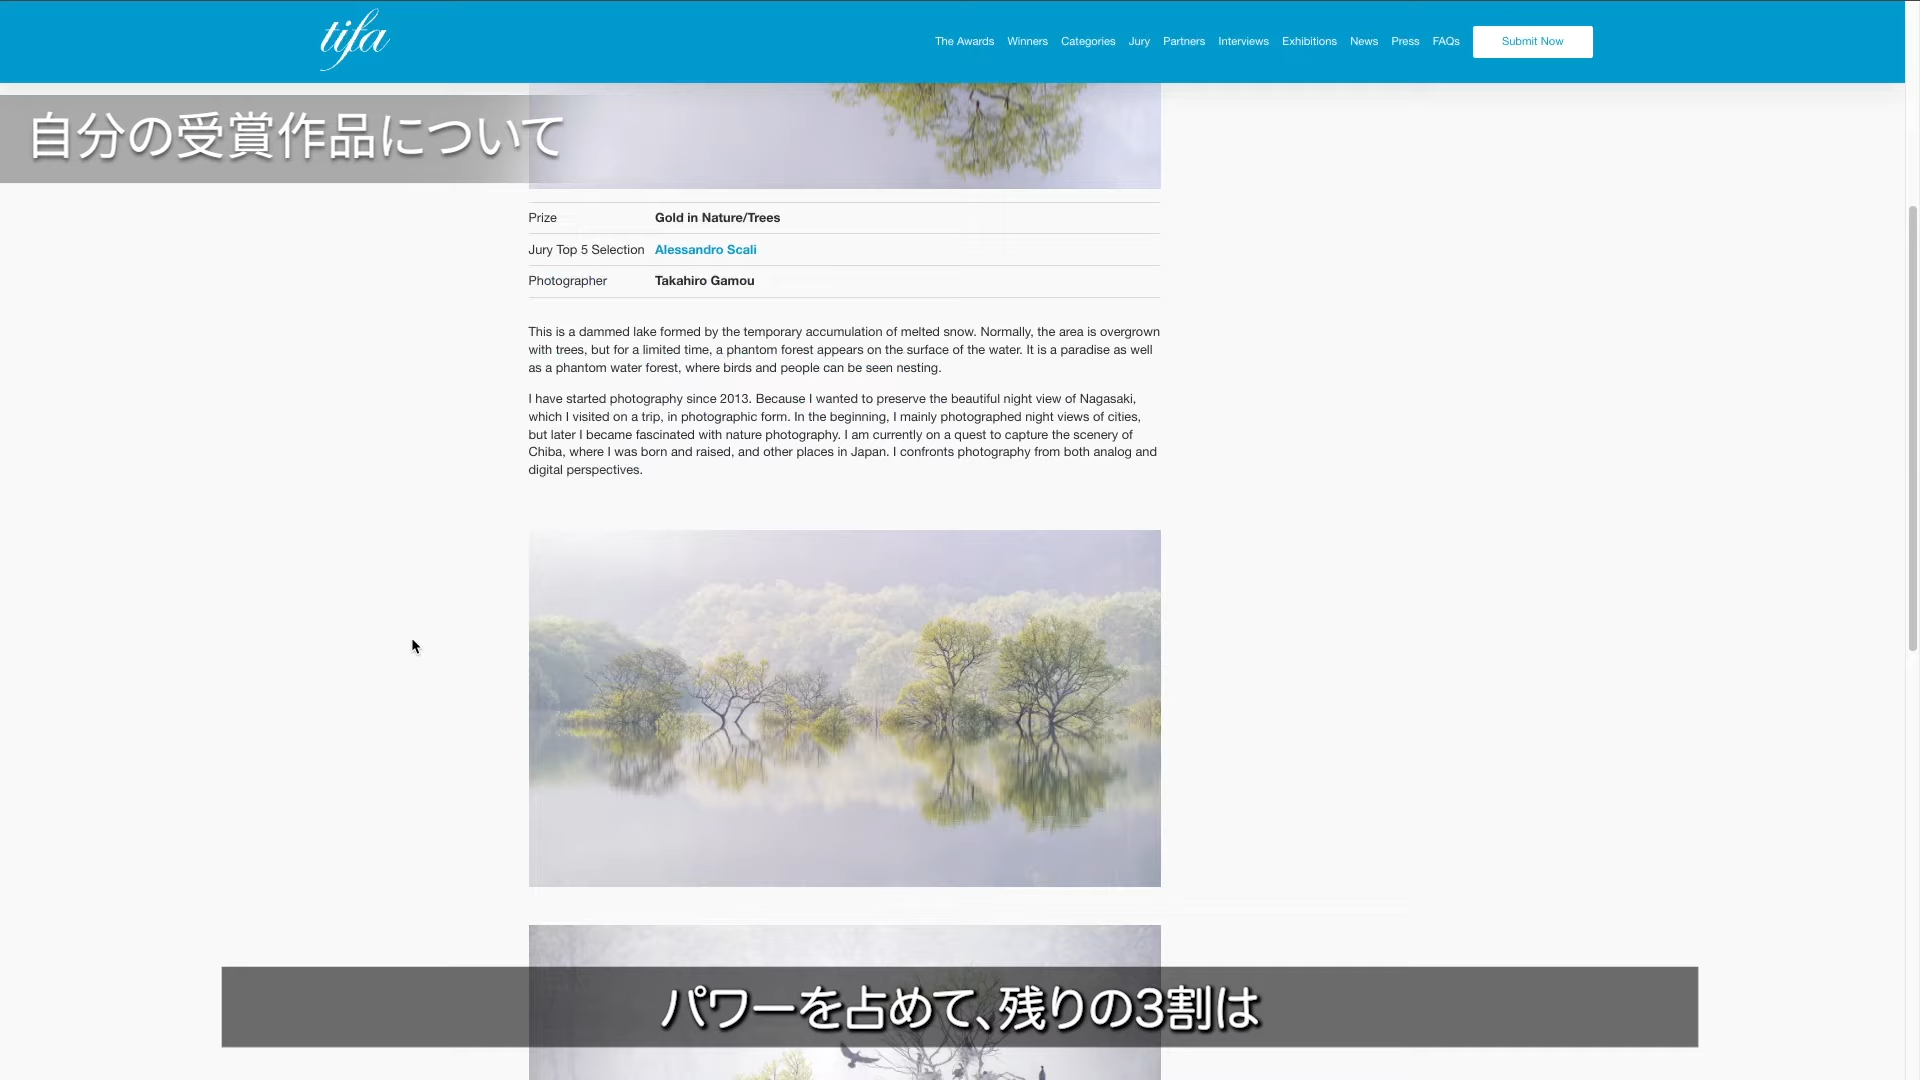 tifa
The Awards Winners Categories Jury Partners Interviews Exhibitions News Press FAQs Submit Now
自分の受賞作品について
Prize Gold in Nature/Trees
Jury Top 5 Selection Alessandro Scali
Photographer Takahiro Gamou
This is a dammed lake formed by the temporary accumulation of melted snow. Normally, the area is overgrown
with trees, but for a limited time, a phantom forest appears on the surface of the water. It is a paradise as well
as a phantom water forest, where birds and people can be seen nesting.
I have started photography since 2013. Because I wanted to preserve the beautiful night view of Nagasaki,
which I visited on a trip, in photographic form. In the beginning, I mainly photographed night views of cities,
but later I became fascinated with nature photography. I am currently on a quest to capture the scenery of
Chiba, where I was born and raised, and other places in Japan. I confronts photography from both analog and
digital perspectives.
パワーを占めて、残りの3割は